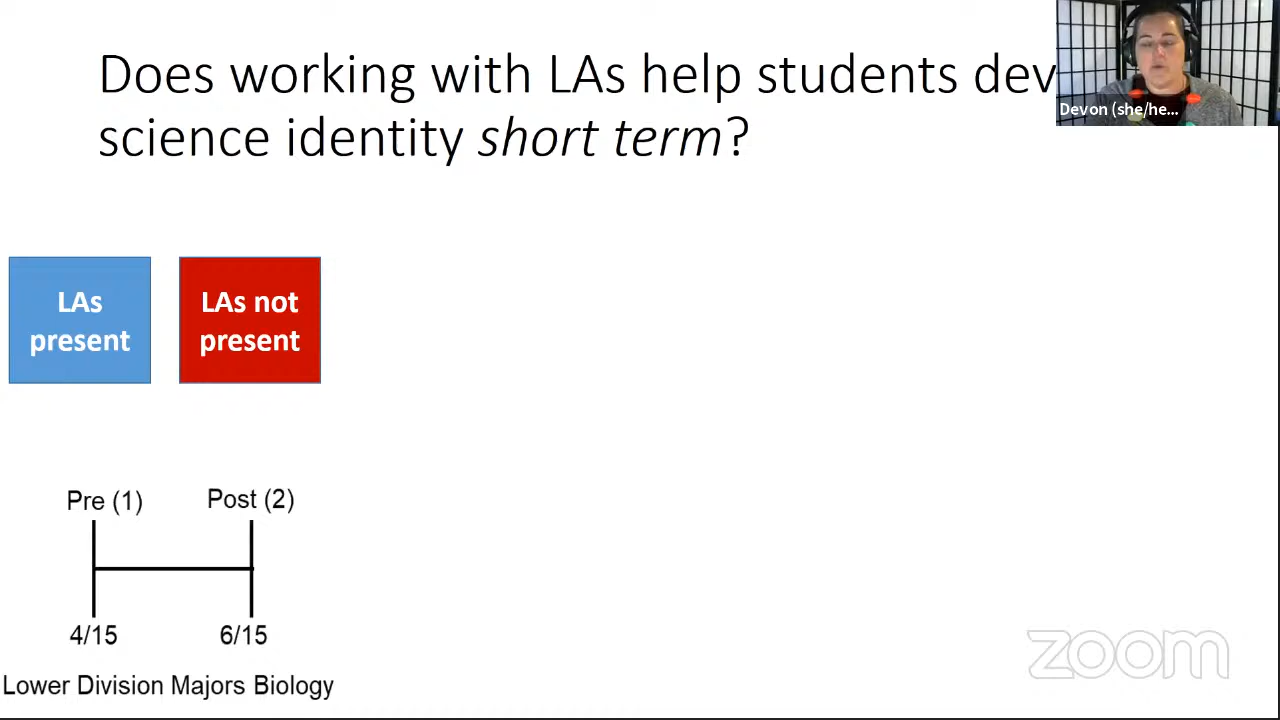 Does working with LAs help students dev
science identity short term?
Devon (she/he...
LAs
present
LAs not
present
Pre (1)
Post (2)
4/15
6/15
Lower Division Majors Biology
zoom